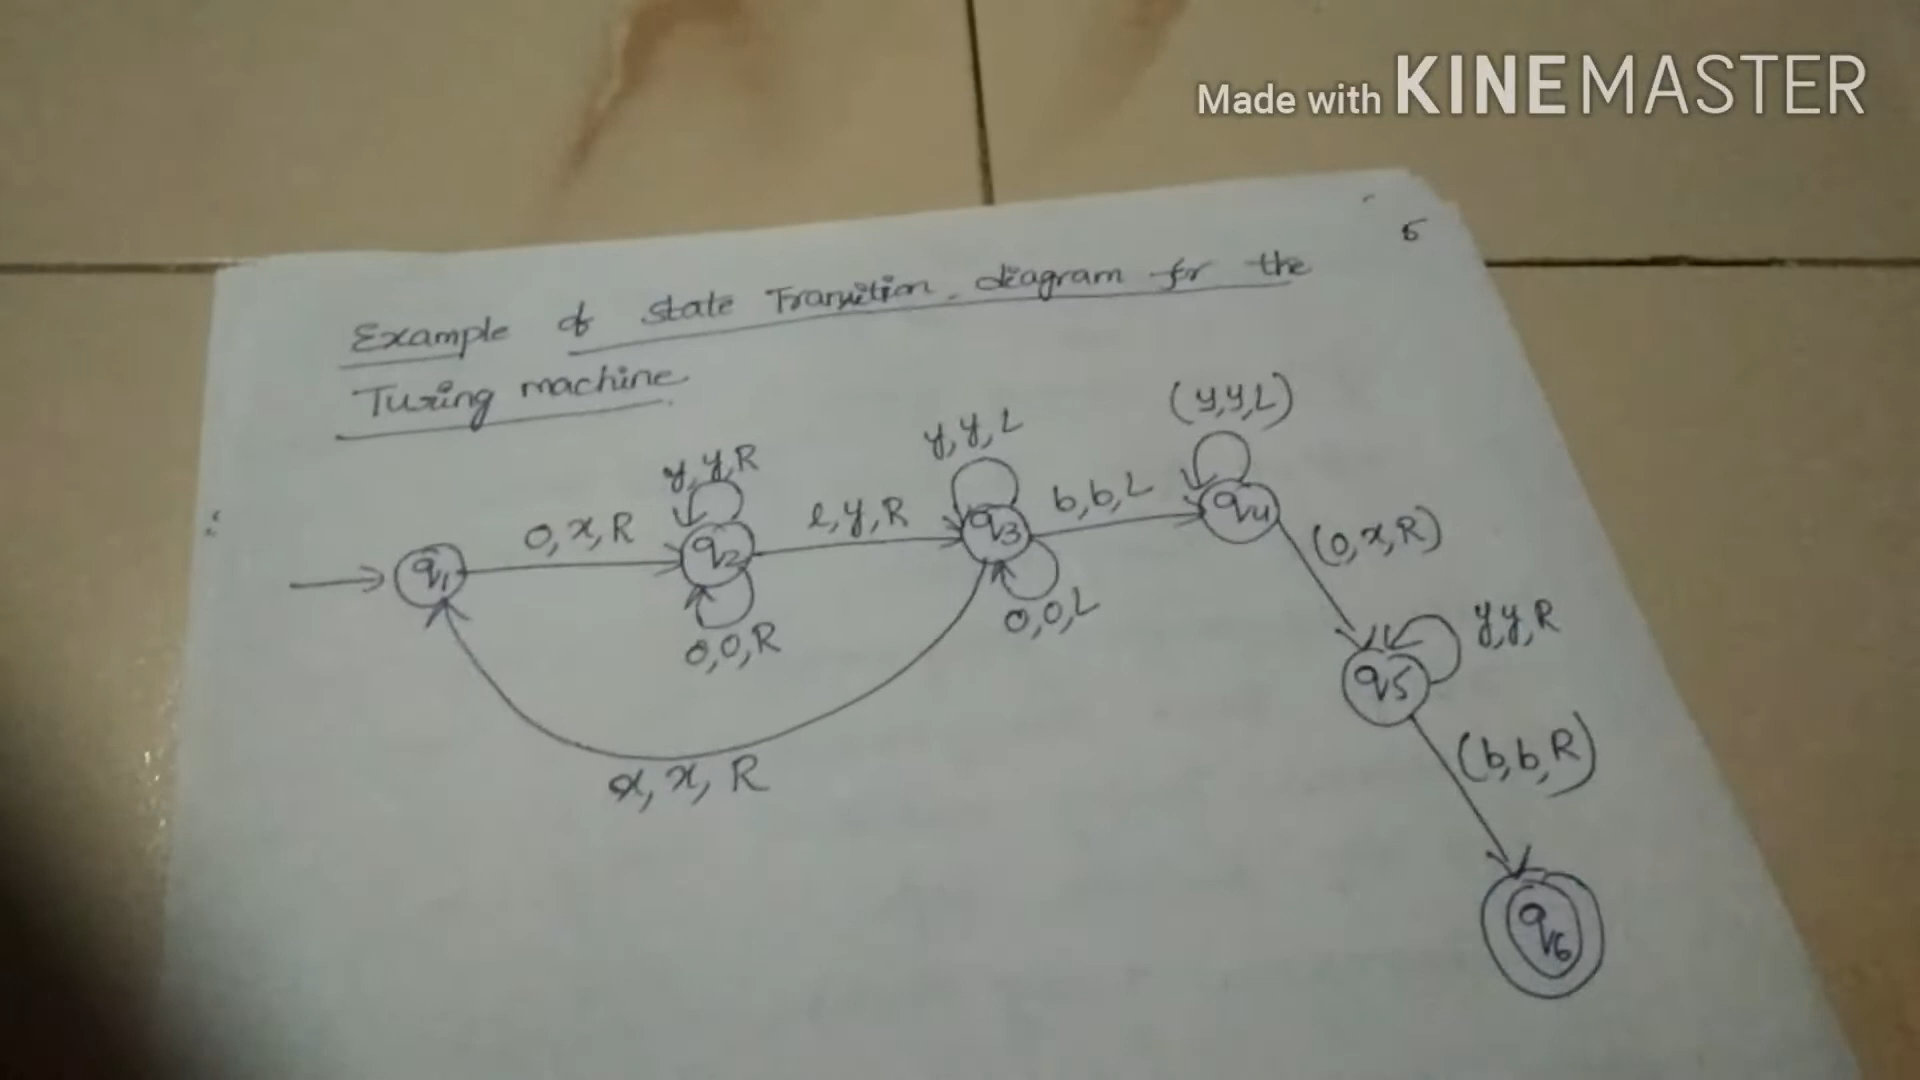 Made with KINEMASTER
5
Example of state Transition diagram for the
Turing machine
(y,y,L)
y, y, L
y, y,R
b,b,L
0, x, R
q4
(0,x,R)
q3
q2
q1
0,0,L
y,y,R
0,0,R
q5
(b,b,R)
x, x, R
q6